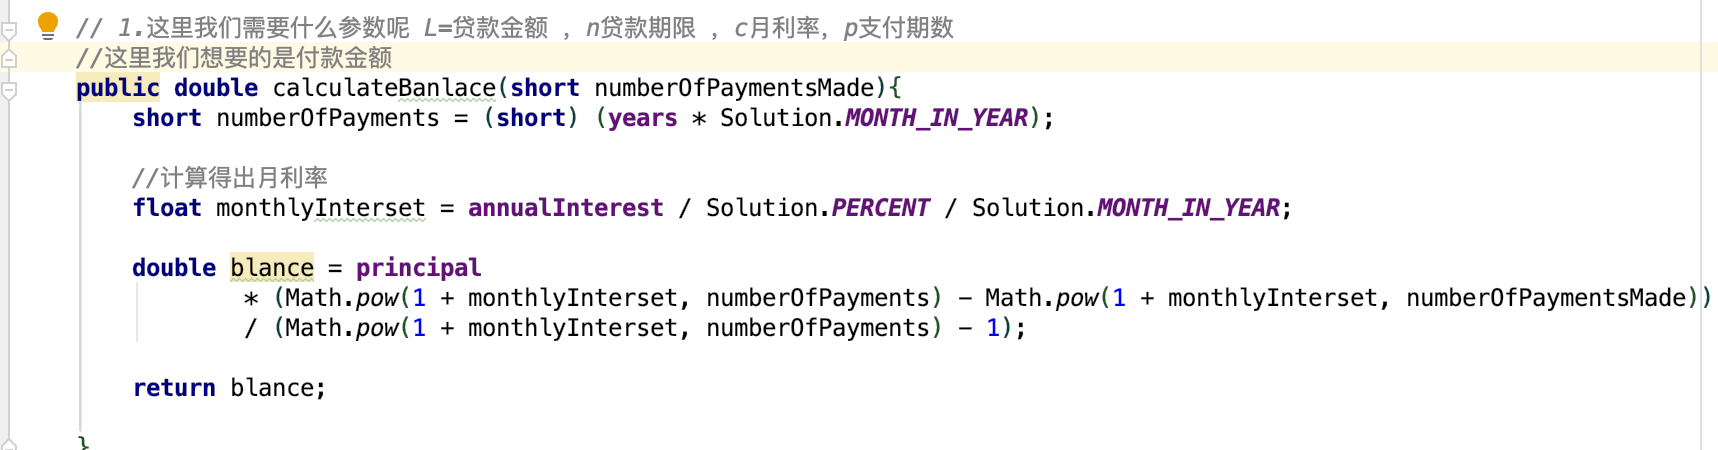 // 1.这里我们需要什么参数呢 L=贷款金额 ，n贷款期限 ，c月利率，p支付期数
//这里我们想要的是付款金额
public double calculateBanlace(short numberOfPaymentsMade){
short numberOfPayments = (short) (years * Solution.MONTH_IN_YEAR);
//计算得出月利率
float monthlyInterset = annualInterest / Solution.PERCENT / Solution.MONTH_IN_YEAR;
double blance = principal
* (Math.pow(1 + monthlyInterset, numberOfPayments) - Math.pow(1 + monthlyInterset, numberOfPaymentsMade))
/ (Math.pow(1 + monthlyInterset, numberOfPayments) - 1);
return blance;
}